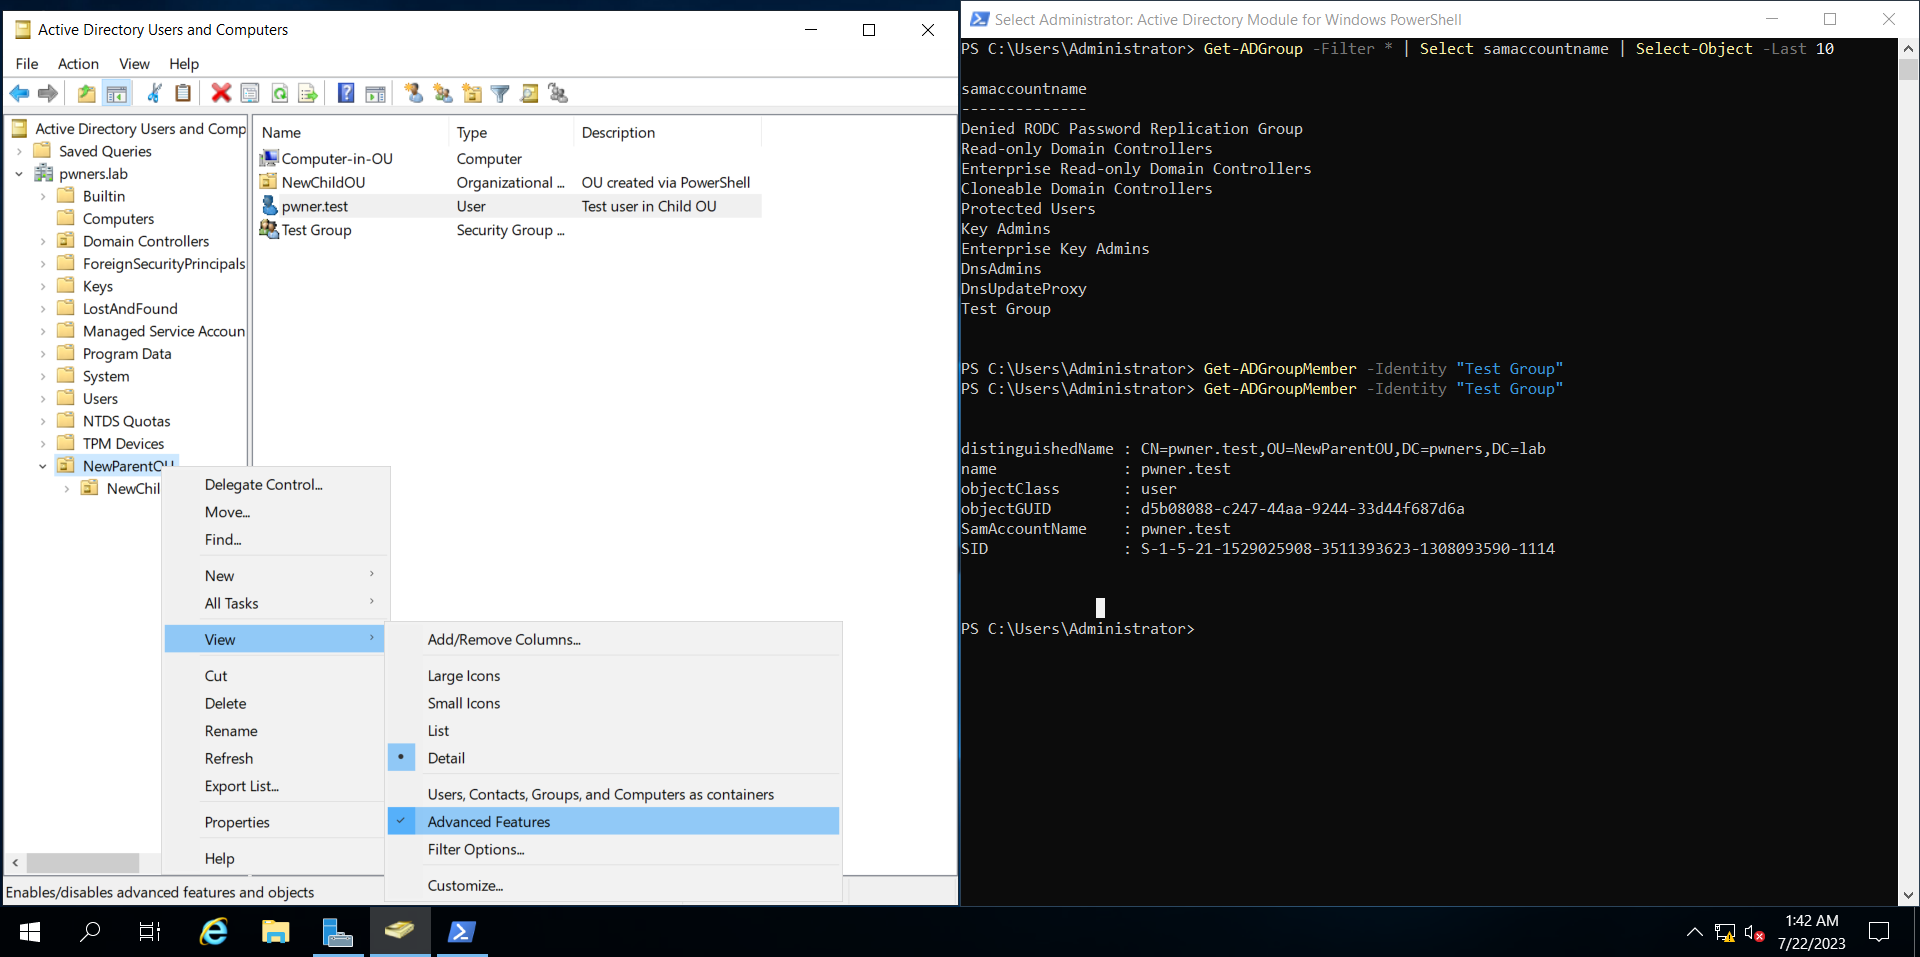 Active Directory Users and Computers
File Action View Help
Active Directory Users and Comp
Saved Queries
pwners.lab
Builtin
Computers
Domain Controllers
ForeignSecurityPrincipals
Keys
LostAndFound
Managed Service Accoun
Program Data
System
Users
NTDS Quotas
TPM Devices
NewParentOU
NewChil
Name Type Description
Computer-in-OU Computer
NewChildOU Organizational ... OU created via PowerShell
pwner.test User Test user in Child OU
Test Group Security Group ...
Delegate Control...
Move...
Find...
New
All Tasks
View
Cut
Delete
Rename
Refresh
Export List...
Properties
Help
Add/Remove Columns...
Large Icons
Small Icons
List
Detail
Users, Contacts, Groups, and Computers as containers
Advanced Features
Filter Options...
Customize...
Enables/disables advanced features and objects
Select Administrator: Active Directory Module for Windows PowerShell
PS C:\Users\Administrator> Get-ADGroup -Filter * | Select samaccountname | Select-Object -Last 10
samaccountname
--------------
Denied RODC Password Replication Group
Read-only Domain Controllers
Enterprise Read-only Domain Controllers
Cloneable Domain Controllers
Protected Users
Key Admins
Enterprise Key Admins
DnsAdmins
DnsUpdateProxy
Test Group
PS C:\Users\Administrator> Get-ADGroupMember -Identity "Test Group"
PS C:\Users\Administrator> Get-ADGroupMember -Identity "Test Group"
distinguishedName : CN=pwner.test,OU=NewParentOU,DC=pwners,DC=lab
name : pwner.test
objectClass : user
objectGUID : d5b08088-c247-44aa-9244-33d44f687d6a
SamAccountName : pwner.test
SID : S-1-5-21-1529025908-3511393623-1308093590-1114
PS C:\Users\Administrator>
1:42 AM
7/22/2023